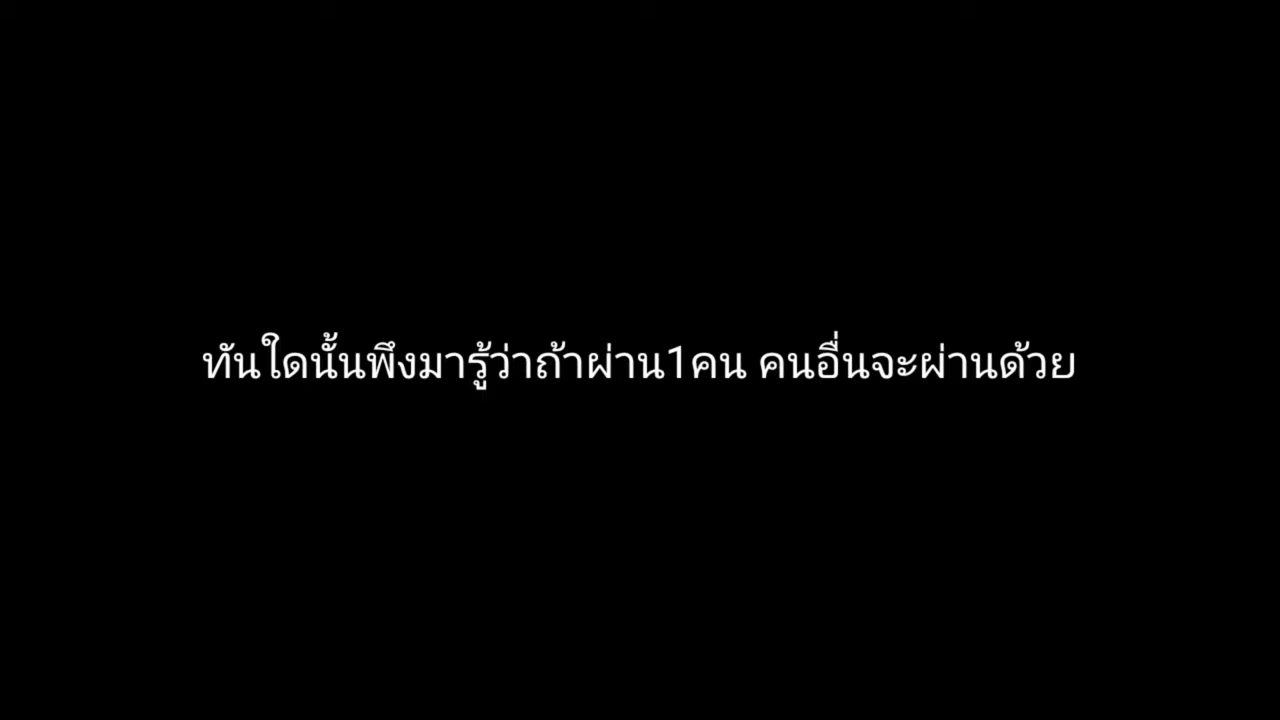 ทันใดนั้นพึงมารู้ว่าถ้าผ่าน1คน คนอื่นจะผ่านด้วย